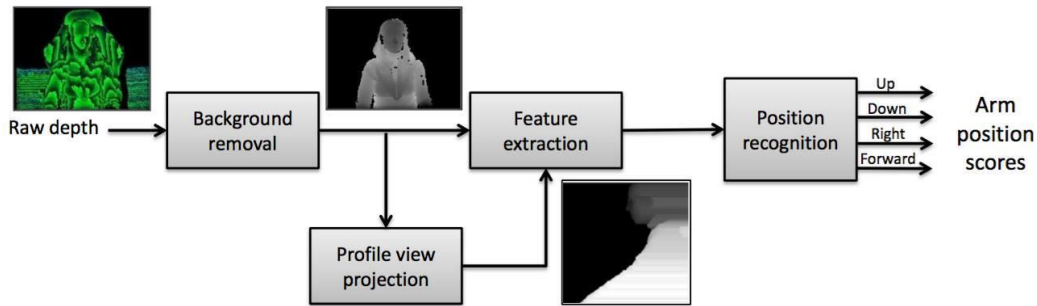 Raw depth
Background
removal
Feature
extraction
Position
recognition
Up
Down
Right
Forward
Arm
position
scores
Profile view
projection